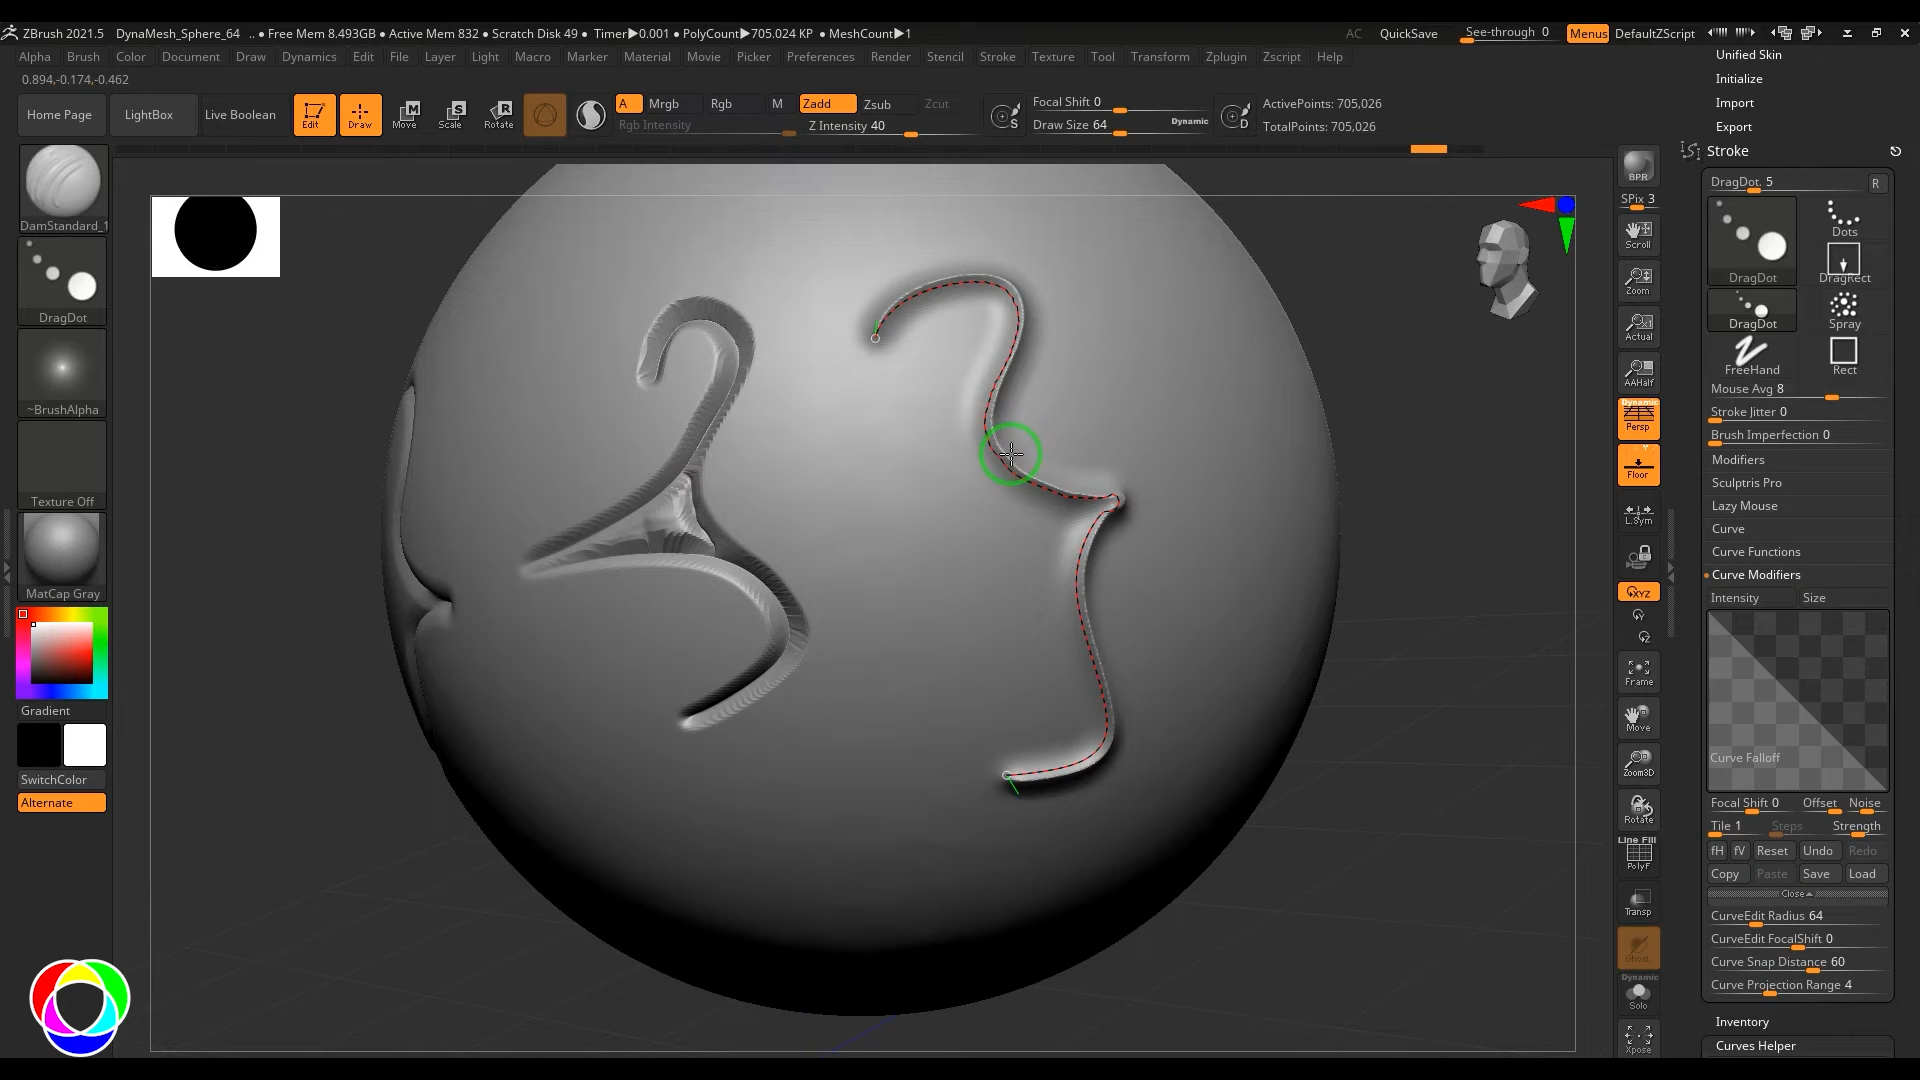 ZBrush 2021.5 DynaMesh_Sphere_64 .. ● Free Mem 8.493GB ● Active Mem 832 ● Scratch Disk 49 ● Timer▶0.001 ● PolyCount▶705.024 KP ● MeshCount▶1 AC QuickSave See-through 0 Menus DefaultZScript
Alpha Brush Color Document Draw Dynamics Edit File Layer Light Macro Marker Material Movie Picker Preferences Render Stencil Stroke Texture Tool Transform Zplugin Zscript Help
0.894,-0.174,-0.462
Home Page LightBox Live Boolean Edit Draw Move Scale Rotate A Mrgb Rgb M Zadd Zsub Zcut
Rgb Intensity Z Intensity 40
S Focal Shift 0
Draw Size 64 Dynamic D
ActivePoints: 705,026
TotalPoints: 705,026
DamStandard_1
DragDot
~BrushAlpha
Texture Off
MatCap Gray
Gradient
SwitchColor
Alternate
BPR
SPix 3
Scroll
Zoom
Actual
AAHalf
Dynamic
Persp
Floor
L.Sym
XYZ
Y
Z
Frame
Move
Zoom3D
Rotate
Line Fill
PolyF
Transp
Ghost
Dynamic
Solo
Xpose
Unified Skin
Initialize
Import
Export
Stroke
DragDot. 5 R
DragDot Dots
DragRect
DragDot Spray
FreeHand Rect
Mouse Avg 8
Stroke Jitter 0
Brush Imperfection 0
Modifiers
Sculptris Pro
Lazy Mouse
Curve
Curve Functions
Curve Modifiers
Intensity Size
Curve Falloff
Focal Shift 0 Offset Noise
Tile 1 Steps Strength
fH fV Reset Undo Redo
Copy Paste Save Load
Close
CurveEdit Radius 64
CurveEdit FocalShift 0
Curve Snap Distance 60
Curve Projection Range 4
Inventory
Curves Helper